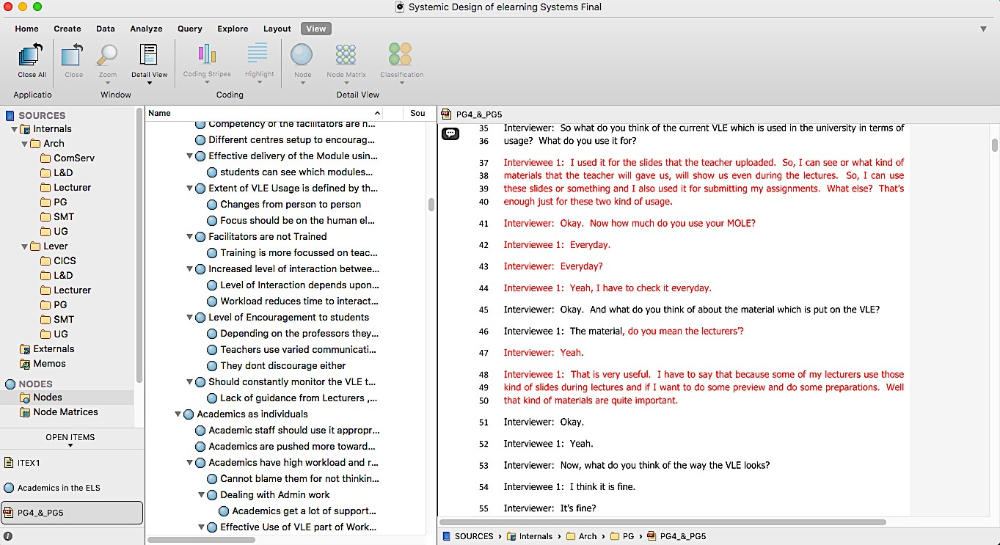 Systemic Design of elearning Systems Final
Home Create Data Analyze Query Explore Layout View
Close All Close Zoom Detail View Coding Stripes Highlight Node Node Matrix Classification
Applicatio Window Coding Detail View
SOURCES
Internals
Arch
ComServ
L&D
Lecturer
PG
SMT
UG
Lever
CICS
L&D
Lecturer
PG
SMT
UG
Externals
Memos
NODES
Nodes
Node Matrices
OPEN ITEMS
ITEX1
Academics in the ELS
PG4_&_PG5
Name Sou
Competency of the facilitators are n...
Different centres setup to encourag...
Effective delivery of the Module usin...
students can see which modules...
Extent of VLE Usage is defined by th...
Changes from person to person
Focus should be on the human el...
Facilitators are not Trained
Training is more focussed on teac...
Increased level of interaction betwee...
Level of Interaction depends upon...
Workload reduces time to interact...
Level of Encouragement to students
Depending on the professors they...
Teachers use varied communicati...
They dont discourage either
Should constantly monitor the VLE t...
Lack of guidance from Lecturers ,...
Academics as individuals
Academic staff should use it appropr...
Academics are pushed more toward...
Academics have high workload and r...
Cannot blame them for not thinkin...
Dealing with Admin work
Academics get a lot of support...
Effective Use of VLE part of Work...
PG4_&_PG5
35 Interviewer: So what do you think of the current VLE which is used in the university in terms of
36 usage? What do you use it for?
37 Interviewee 1: I used it for the slides that the teacher uploaded. So, I can see or what kind of
38 materials that the teacher will gave us, will show us even during the lectures. So, I can use
39 these slides or something and I also used it for submitting my assignments. What else? That's
40 enough just for these two kind of usage.
41 Interviewer: Okay. Now how much do you use your MOLE?
42 Interviewee 1: Everyday.
43 Interviewer: Everyday?
44 Interviewee 1: Yeah, I have to check it everyday.
45 Interviewer: Okay. And what do you think of about the material which is put on the VLE?
46 Interviewee 1: The material, do you mean the lecturers'?
47 Interviewer: Yeah.
48 Interviewee 1: That is very useful. I have to say that because some of my lecturers use those
49 kind of slides during lectures and if I want to do some preview and do some preparations. Well
50 that kind of materials are quite important.
51 Interviewer: Okay.
52 Interviewee 1: Yeah.
53 Interviewer: Now, what do you think of the way the VLE looks?
54 Interviewee 1: I think it is fine.
55 Interviewer: It's fine?
SOURCES › Internals › Arch › PG › PG4_&_PG5